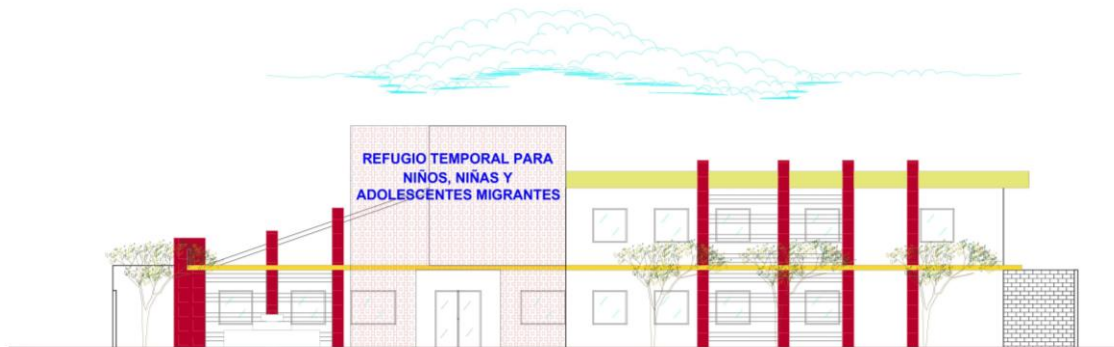 REFUGIO TEMPORAL PARA
NIÑOS, NIÑAS Y
ADOLESCENTES MIGRANTES